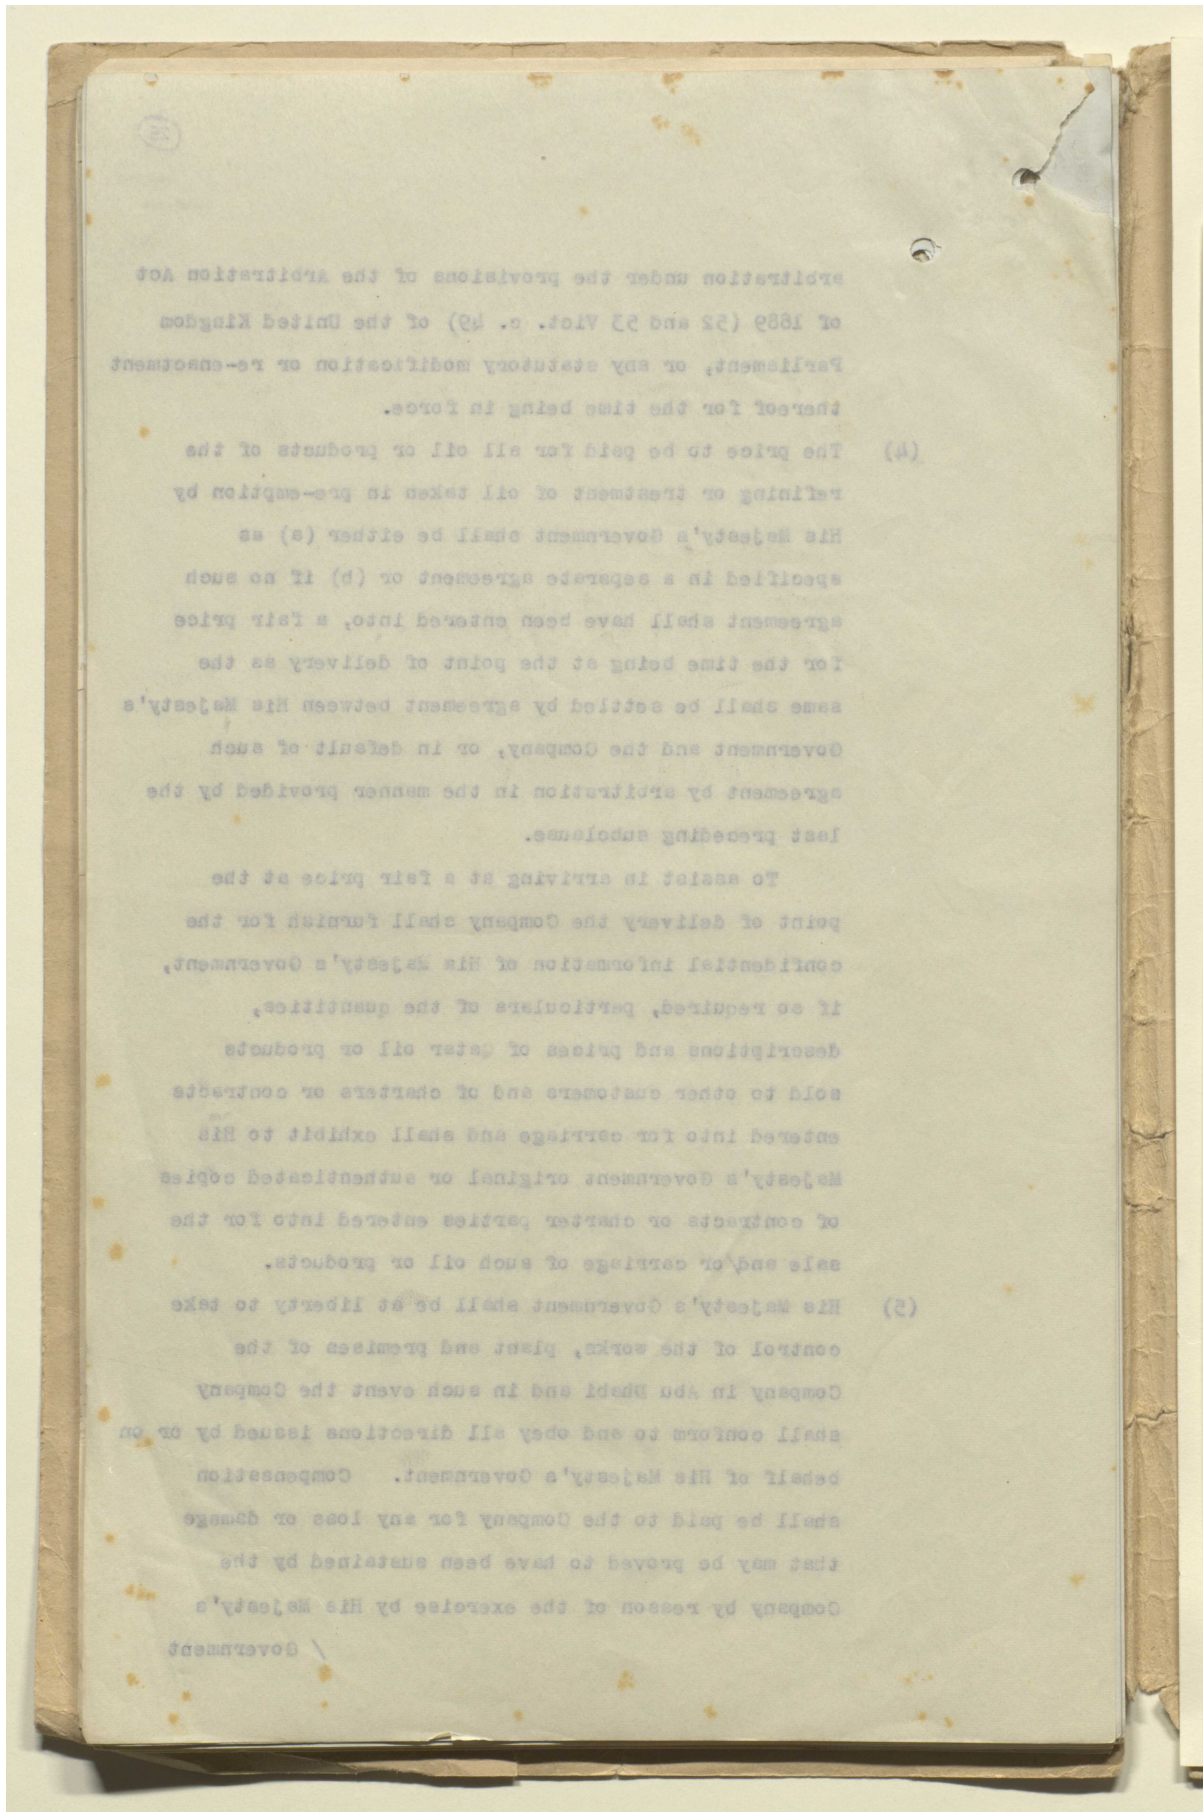 arbitration under the provisions of the Arbitration Act
of 1889 (52 and 53 Vict. c. 49) of the United Kingdom
Parliament, or any statutory modification or re-enactment
thereof for the time being in force.
(4) The price to be paid for all oil or products of the
refining or treatment of oil taken in pre-emption by
His Majesty's Government shall be either (a) as
specified in a separate agreement or (b) if no such
agreement shall have been entered into, a fair price
for the time being at the point of delivery as the
same shall be settled by agreement between His Majesty's
Government and the Company, or in default of such
agreement by arbitration in the manner provided by the
last preceding subclause.
To assist in arriving at a fair price at the
point of delivery the Company shall furnish for the
confidential information of His Majesty's Government,
if so required, particulars of the quantities,
descriptions and prices of Qatar oil or products
sold to other customers and of charters or contracts
entered into for carriage and shall exhibit to His
Majesty's Government original or authenticated copies
of contracts or charter parties entered into for the
sale and/or carriage of such oil or products.
(5) His Majesty's Government shall be at liberty to take
control of the works, plant and premises of the
Company in Abu Dhabi and in such event the Company
shall conform to and obey all directions issued by or on
behalf of His Majesty's Government. Compensation
shall be paid to the Company for any loss or damage
that may be proved to have been sustained by the
Company by reason of the exercise by His Majesty's
/ Government